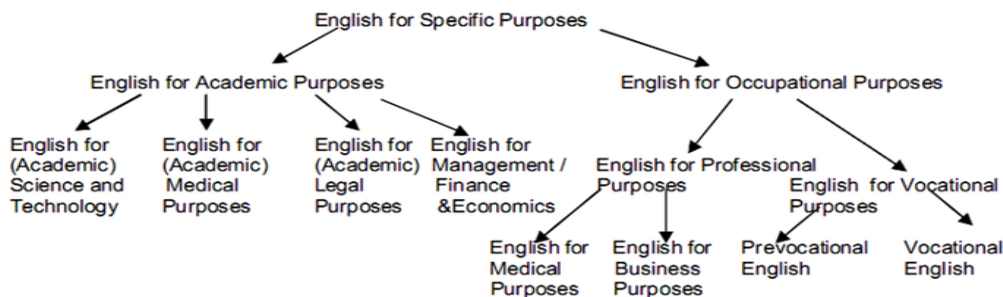 English for Specific Purposes
English for Academic Purposes
English for Occupational Purposes
English for
(Academic)
Science and
Technology
English for
(Academic)
Medical
Purposes
English for
(Academic)
Legal
Purposes
English for
Management /
Finance
&Economics
English for Professional
Purposes
English for Vocational
Purposes
English for
Medical
Purposes
English for
Business
Purposes
Prevocational
English
Vocational
English